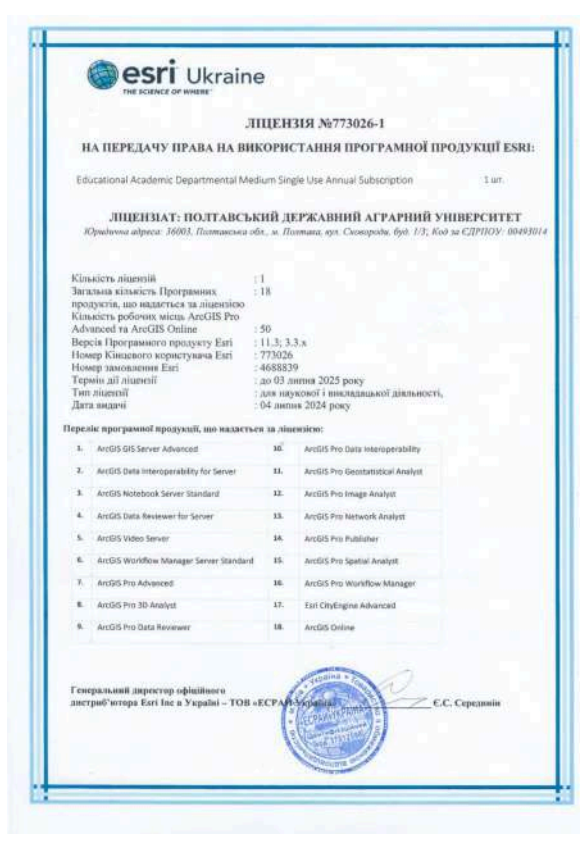 esri Ukraine
THE SCIENCE OF WHERE
ЛІЦЕНЗІЯ №773026-1
НА ПЕРЕДАЧУ ПРАВА НА ВИКОРИСТАННЯ ПРОГРАМНОЇ ПРОДУКЦІЇ ESRI:
Educational Academic Departmental Medium Single Use Annual Subscription 1 шт.
ЛІЦЕНЗІАТ: ПОЛТАВСЬКИЙ ДЕРЖАВНИЙ АГРАРНИЙ УНІВЕРСИТЕТ
Юридична адреса: 36003, Полтавська обл., м. Полтава, вул. Сковороди, буд. 1/3; Код за ЄДРПОУ: 00493014
Кількість ліцензій : 1
Загальна кількість Програмних : 18
продуктів, що надається за ліцензією
Кількість робочих місць ArcGIS Pro
Advanced та ArcGIS Online : 50
Версія Програмного продукту Esri : 11.3; 3.3.x
Номер Кінцевого користувача Esri : 773026
Номер замовлення Esri : 4688839
Термін дії ліцензії : до 03 липня 2025 року
Тип ліцензії : для наукової і викладацької діяльності,
Дата видачі : 04 липня 2024 року
Перелік програмної продукції, що надається за ліцензією:
1. ArcGIS GIS Server Advanced 10. ArcGIS Pro Data Interoperability
2. ArcGIS Data Interoperability for Server 11. ArcGIS Pro Geostatistical Analyst
3. ArcGIS Notebook Server Standard 12. ArcGIS Pro Image Analyst
4. ArcGIS Data Reviewer for Server 13. ArcGIS Pro Network Analyst
5. ArcGIS Video Server 14. ArcGIS Pro Publisher
6. ArcGIS Workflow Manager Server Standard 15. ArcGIS Pro Spatial Analyst
7. ArcGIS Pro Advanced 16. ArcGIS Pro Workflow Manager
8. ArcGIS Pro 3D Analyst 17. Esri CityEngine Advanced
9. ArcGIS Pro Data Reviewer 18. ArcGIS Online
Генеральний директор офіційного
дистриб'ютора Esri Inc в Україні – ТОВ «ЕСРАЙ Україна» Є.С. Серединін